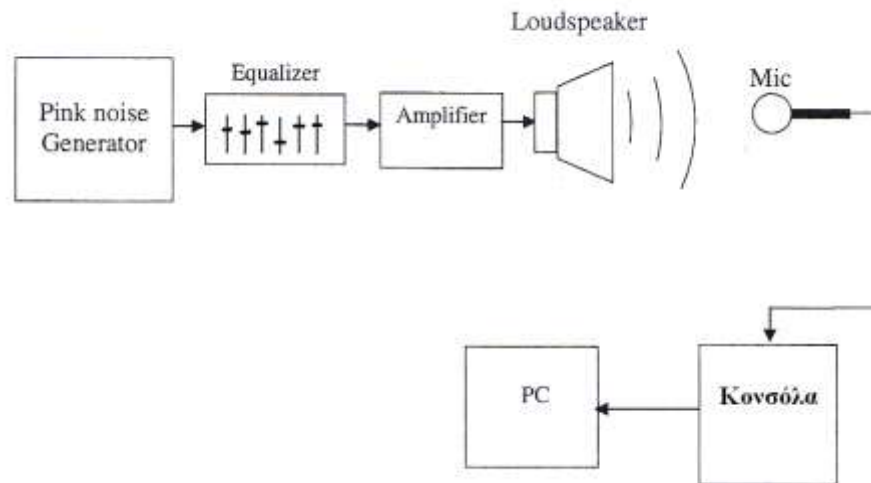 Loudspeaker
Equalizer
Mic
Pink noise
Generator
Amplifier
PC
Κονσόλα